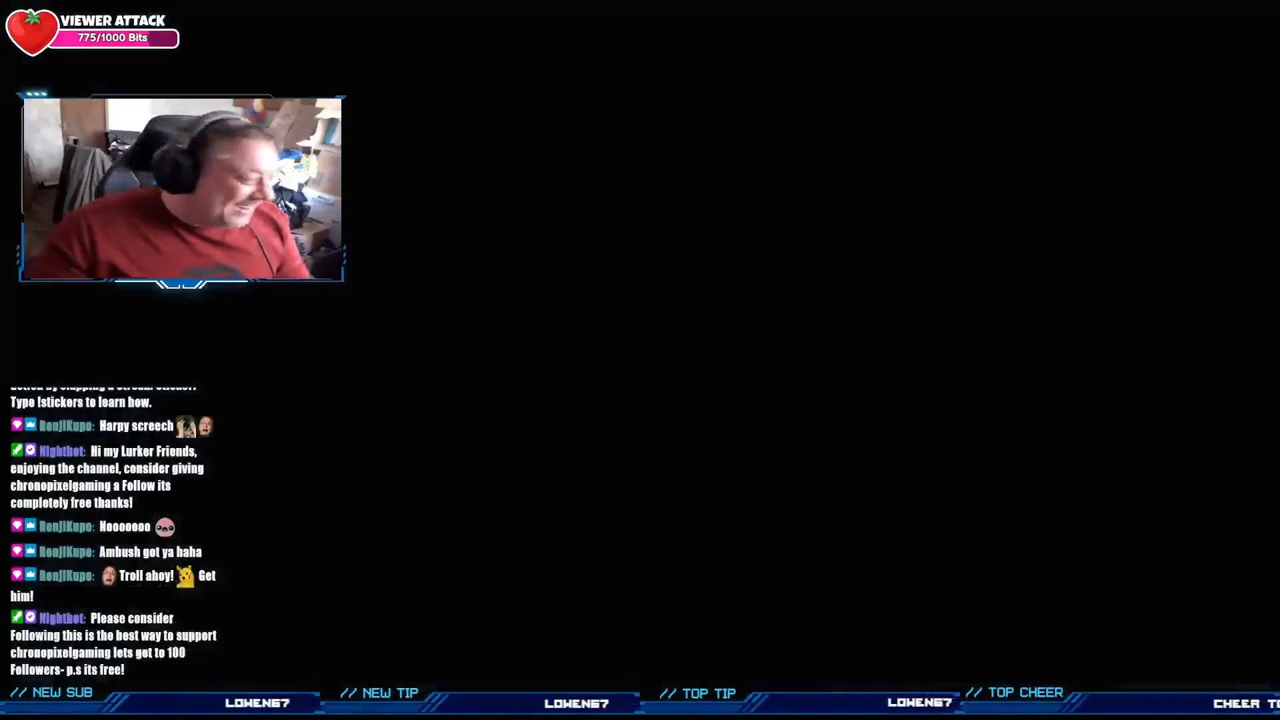 VIEWER ATTACK
775/1000 Bits
Type !stickers to learn how.
RonjiKupo: Harpy screech
Nightbot: Hi my Lurker Friends,
enjoying the channel, consider giving
chronopixelgaming a Follow its
completely free thanks!
RonjiKupo: Nooooooo
RonjiKupo: Ambush got ya haha
RonjiKupo: Troll ahoy! Get
him!
Nightbot: Please consider
Following this is the best way to support
chronopixelgaming lets get to 100
Followers- p.s its free!
// NEW SUB
LOWEN67
// NEW TIP
LOWEN67
// TOP TIP
LOWEN67
// TOP CHEER
CHEER